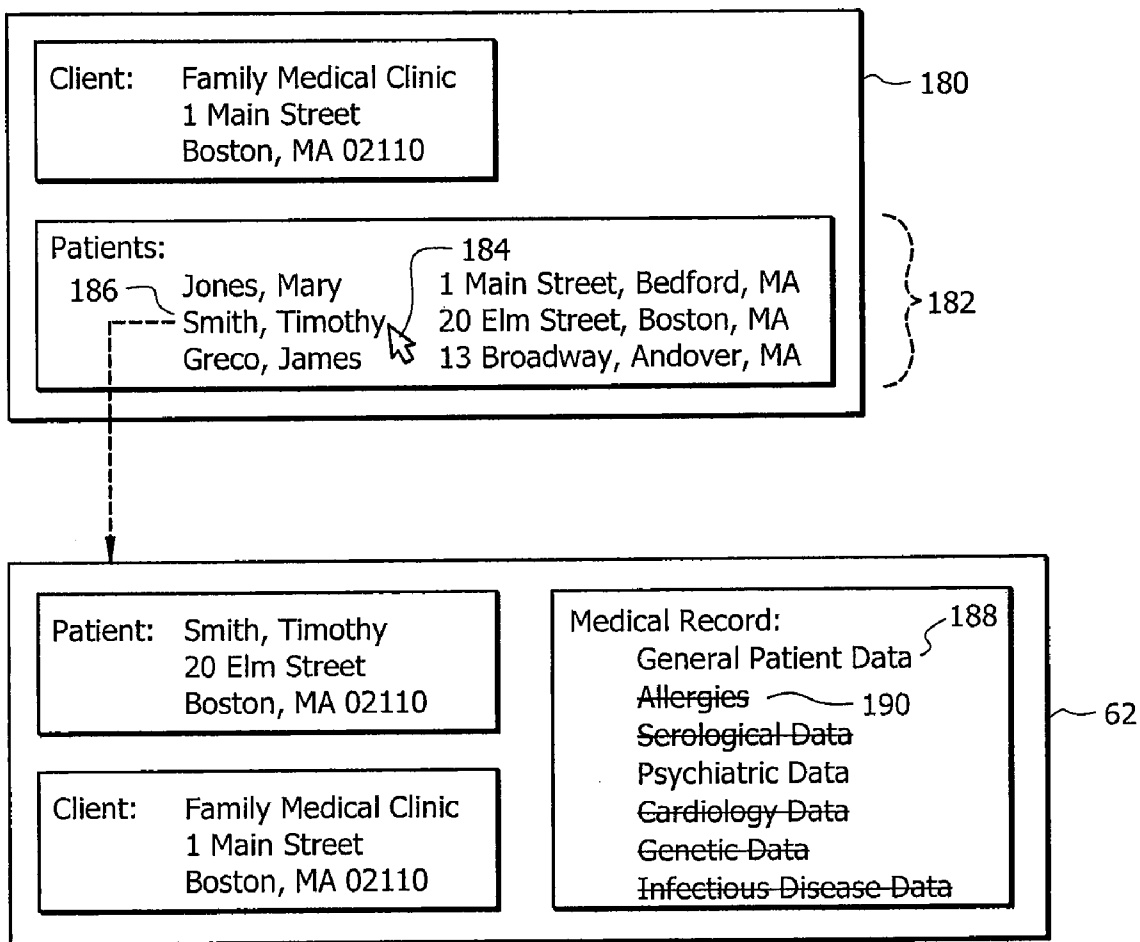 Client: Family Medical Clinic
1 Main Street
Boston, MA 02110
180
Patients:
184
Jones, Mary 1 Main Street, Bedford, MA
186 Smith, Timothy 20 Elm Street, Boston, MA
Greco, James 13 Broadway, Andover, MA
182
Patient: Smith, Timothy
20 Elm Street
Boston, MA 02110
Client: Family Medical Clinic
1 Main Street
Boston, MA 02110
Medical Record:
188
General Patient Data
Allergies 190
Serological Data
Psychiatric Data
Cardiology Data
Genetic Data
Infectious Disease Data
62